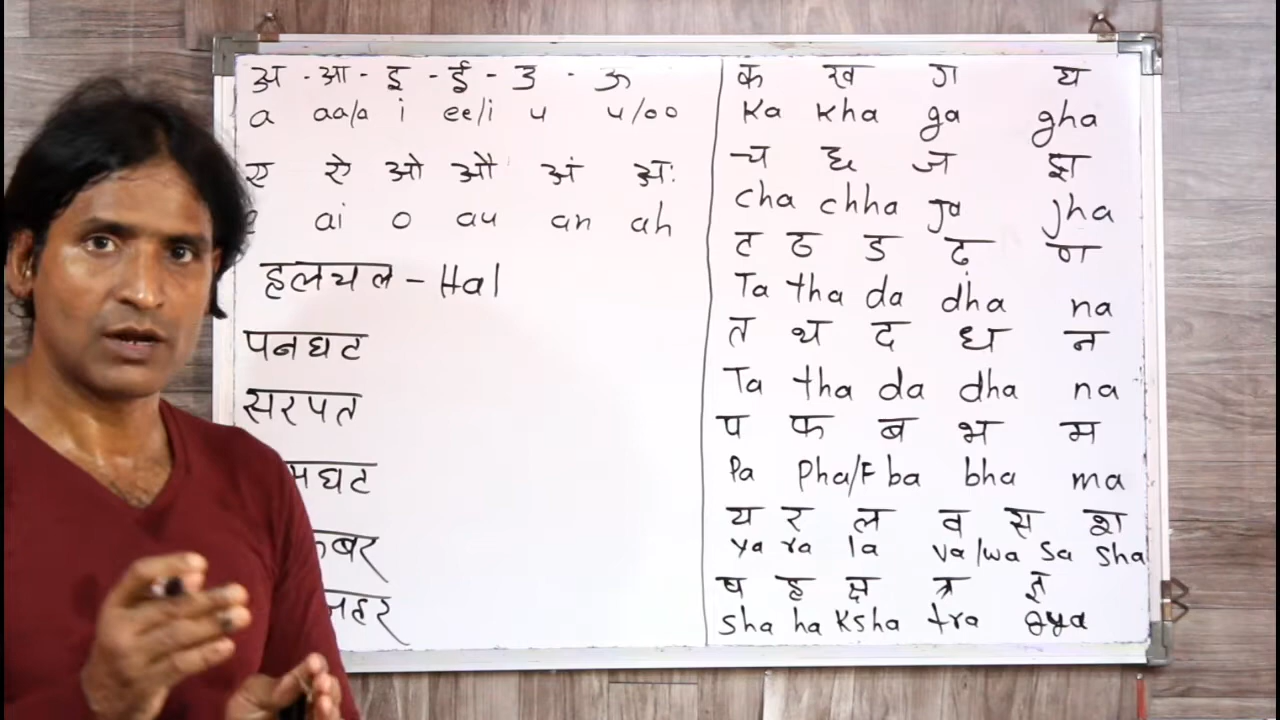 अ - आ - इ - ई - उ - ऊ
a aa/a i ee/i u u/oo
ए ऐ ओ औ अं अः
ai o au an ah
हलचल - Hal
पनघट
सरपत
घट
बर
हर
क ख ग घ
Ka kha ga gha
च छ ज झ
cha chha ja jha
ट ठ ड ढ ण
Ta tha da dha na
त थ द ध न
Ta tha da dha na
प फ ब भ म
Pa Pha/F ba bha ma
य र ल व स श
ya ra la va/wa sa sha
ष ह क्ष त्र ज्ञ
sha ha Ksha tra gya